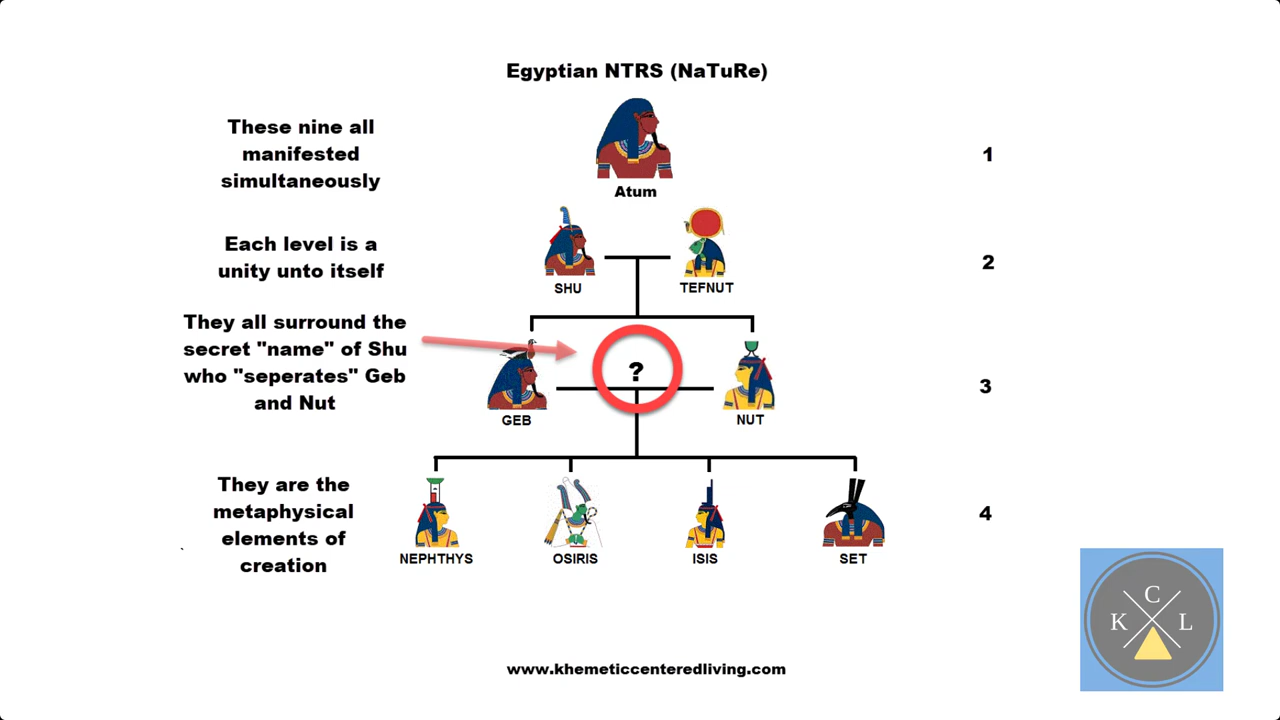 Egyptian NTRS (NaTuRe)
These nine all
manifested
simultaneously
1
Atum
Each level is a
unity unto itself
2
SHU
TEFNUT
They all surround the
secret "name" of Shu
who "seperates" Geb
and Nut
?
3
GEB
NUT
They are the
metaphysical
elements of
creation
4
NEPHTHYS
OSIRIS
ISIS
SET
C
K L
www.khemeticcenteredliving.com